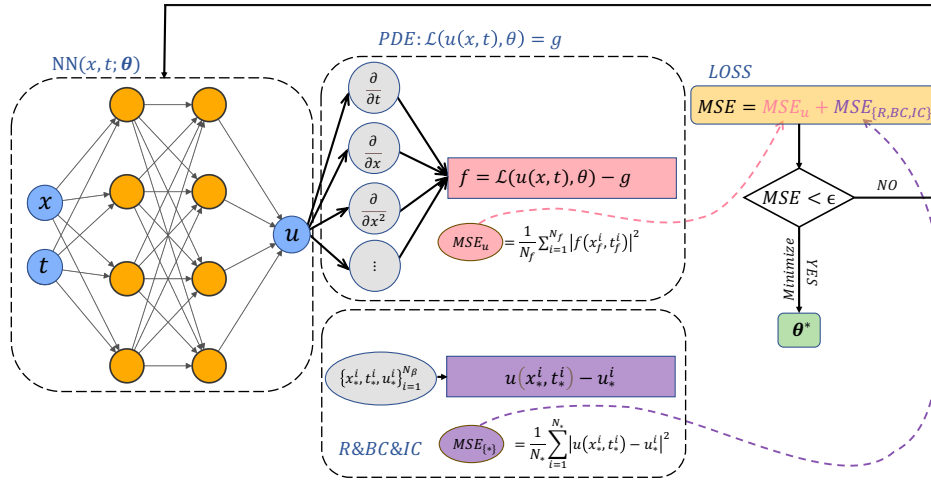 NN(x, t; θ)
x
t
u
PDE: ℒ(u(x, t), θ) = g
∂/∂t
∂/∂x
∂/∂x²
⋮
f = ℒ(u(x, t), θ) − g
MSE_u = 1/N_f ∑_{i=1}^{N_f} |f(x_f^i, t_f^i)|²
{x_*^i, t_*^i, u_*^i}_{i=1}^{N_β}
u(x_*^i, t_*^i) − u_*^i
R&BC&IC
MSE_{*} = 1/N_* ∑_{i=1}^{N_*} |u(x_*^i, t_*^i) − u_*^i|²
LOSS
MSE = MSE_u + MSE_{R,BC,IC}
MSE < ϵ
NO
Minimize
YES
θ*